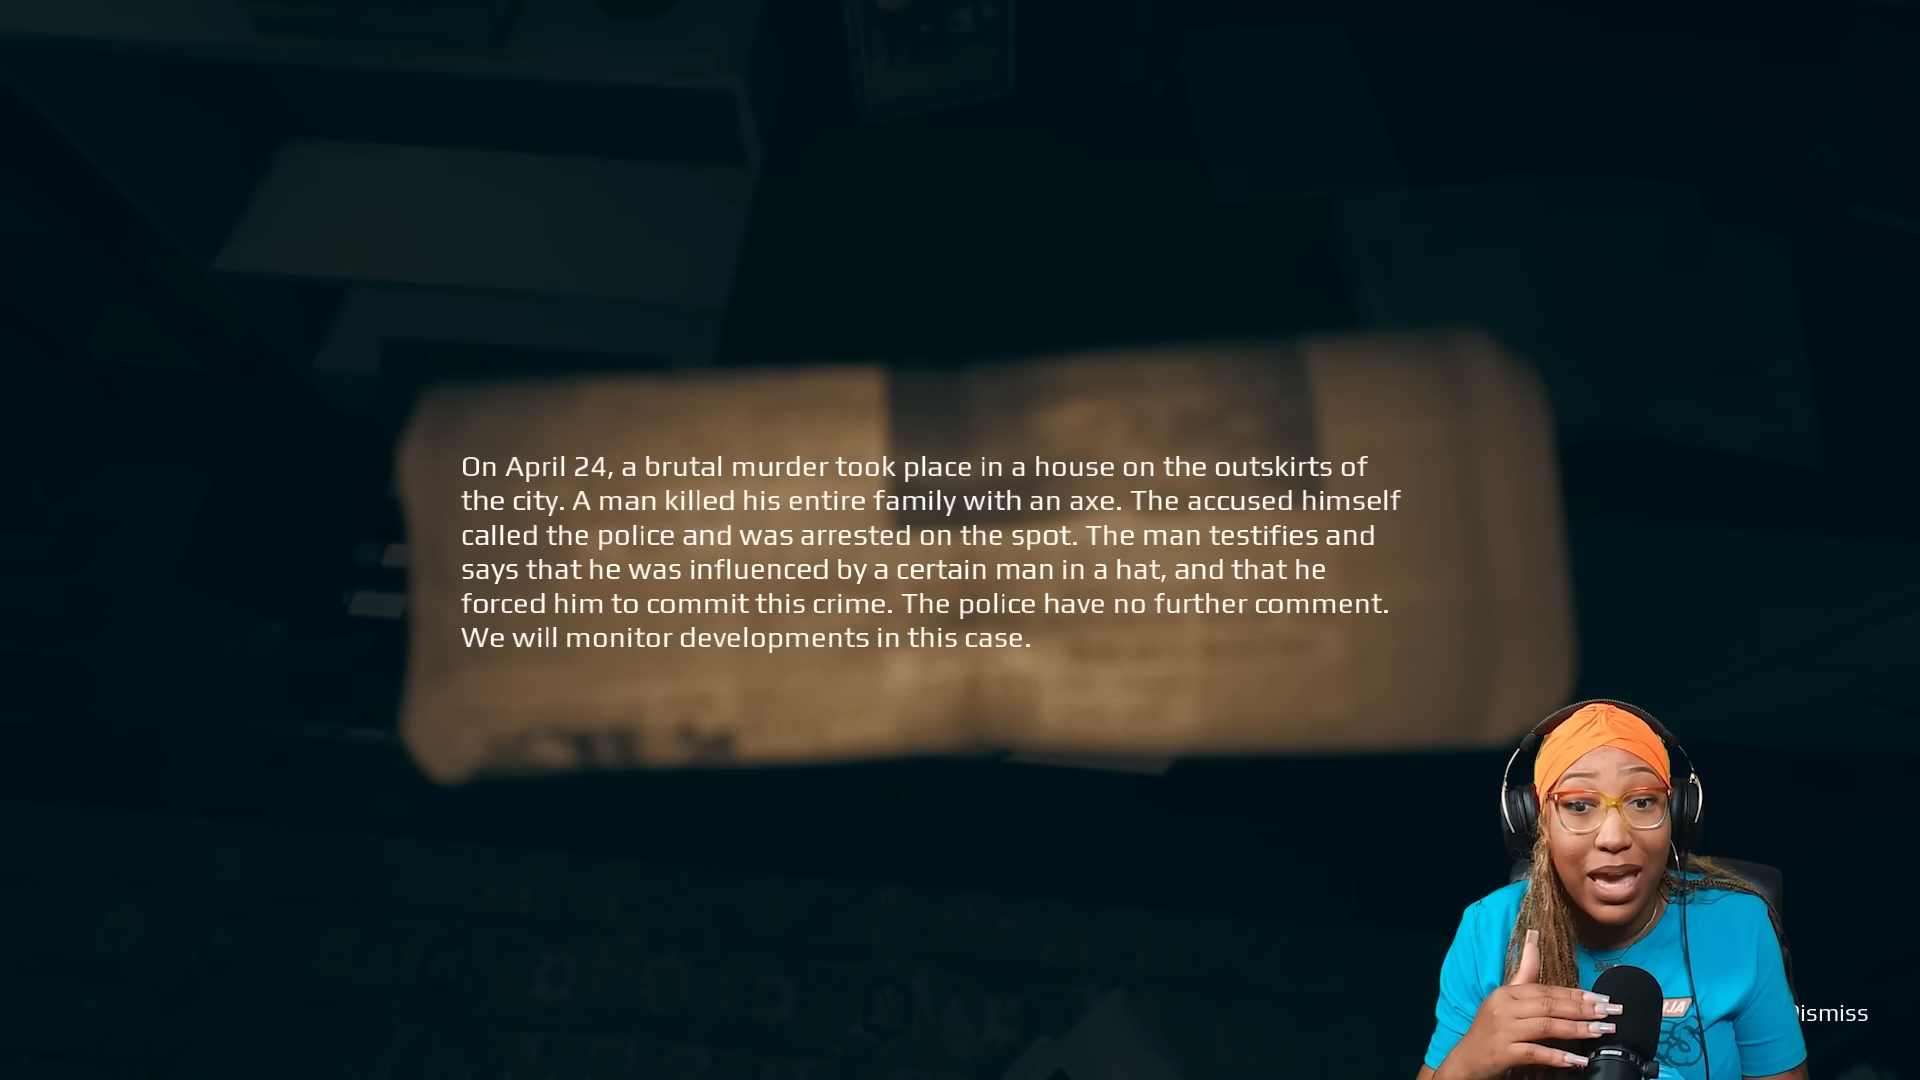 On April 24, a brutal murder took place in a house on the outskirts of
the city. A man killed his entire family with an axe. The accused himself
called the police and was arrested on the spot. The man testifies and
says that he was influenced by a certain man in a hat, and that he
forced him to commit this crime. The police have no further comment.
We will monitor developments in this case.